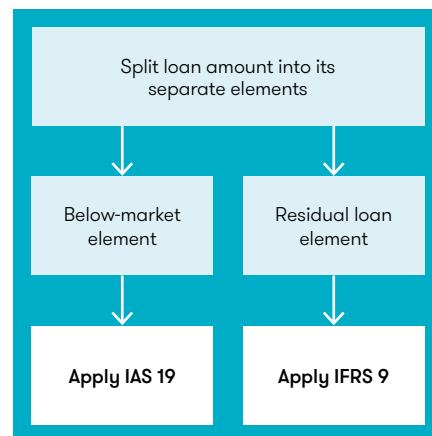 Split loan amount into its
separate elements
Below-market
element
Residual loan
element
Apply IAS 19
Apply IFRS 9